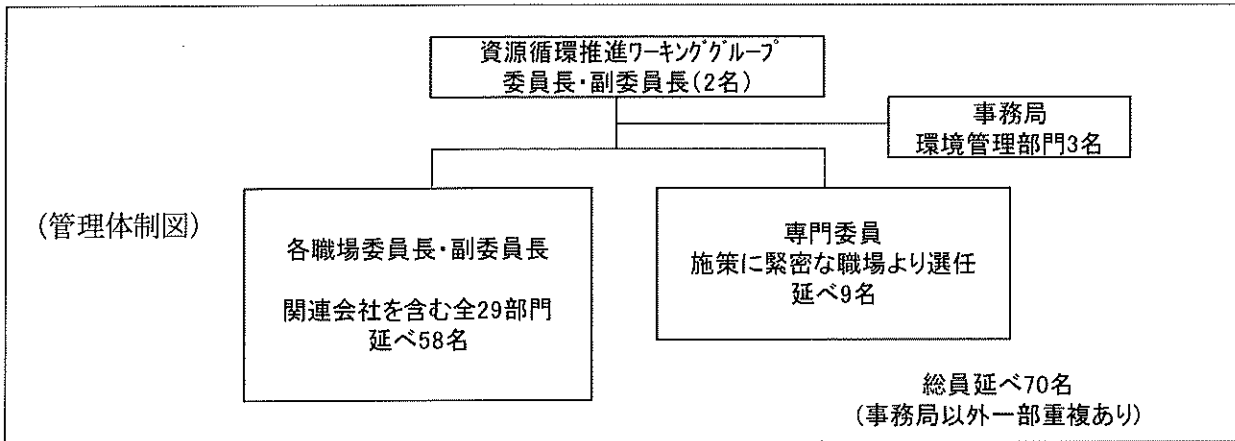 資源循環推進ワーキンググループ
委員長・副委員長(2名)
事務局
環境管理部門3名
(管理体制図)
各職場委員長・副委員長
関連会社を含む全29部門
延べ58名
専門委員
施策に緊密な職場より選任
延べ9名
総員延べ70名
(事務局以外一部重複あり)